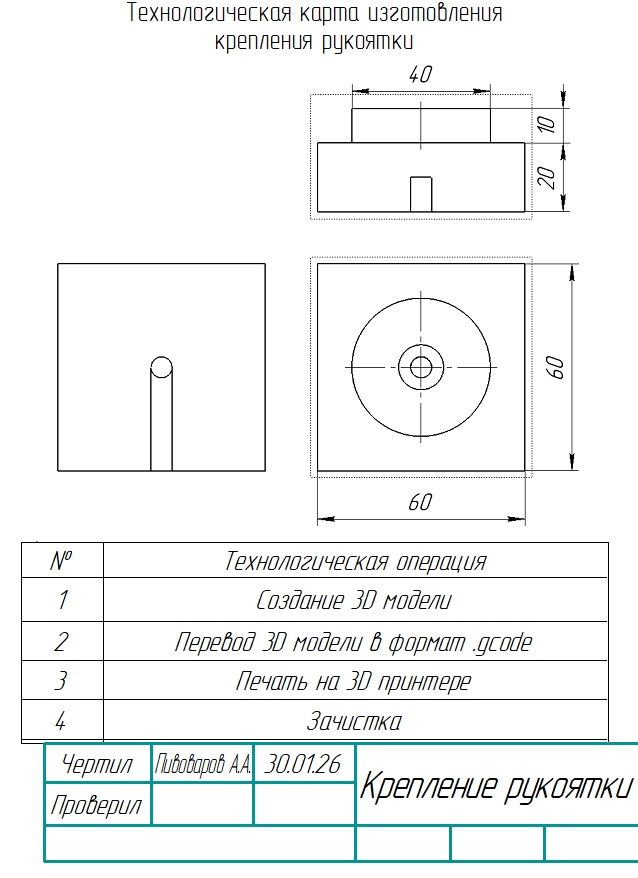 Технологическая карта изготовления
крепления рукоятки
40
10
20
60
60
№ Технологическая операция
1 Создание 3D модели
2 Перевод 3D модели в формат .gcode
3 Печать на 3D принтере
4 Зачистка
Чертил Пивоваров А.А. 30.01.26
Крепление рукоятки
Проверил